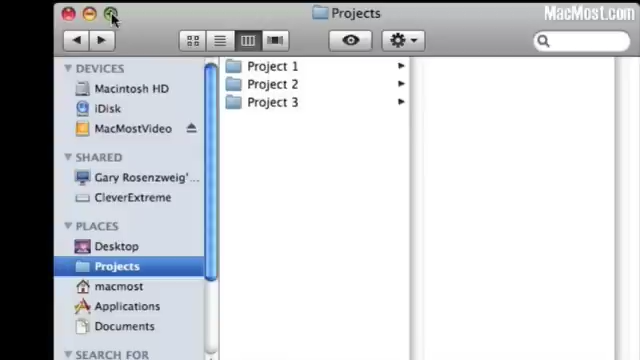 Projects
MacMost.com
DEVICES
Macintosh HD
iDisk
MacMostVideo
SHARED
Gary Rosenzweig'...
CleverExtreme
PLACES
Desktop
Projects
macmost
Applications
Documents
SEARCH FOR
Project 1
Project 2
Project 3